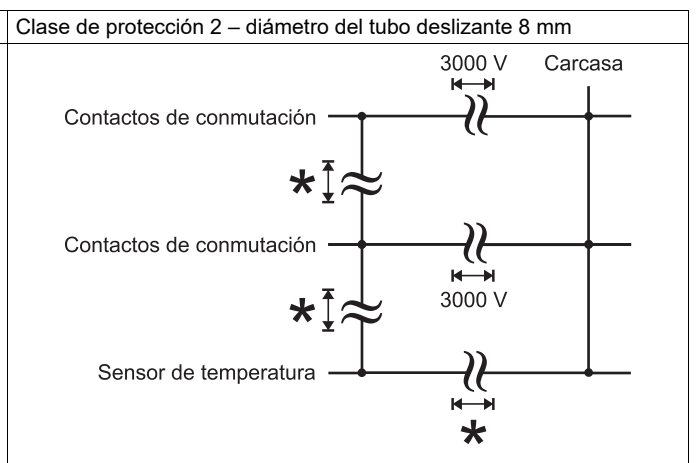 Clase de protección 2 – diámetro del tubo deslizante 8 mm
3000 V Carcasa
Contactos de conmutación
*
Contactos de conmutación
3000 V
*
Sensor de temperatura
*